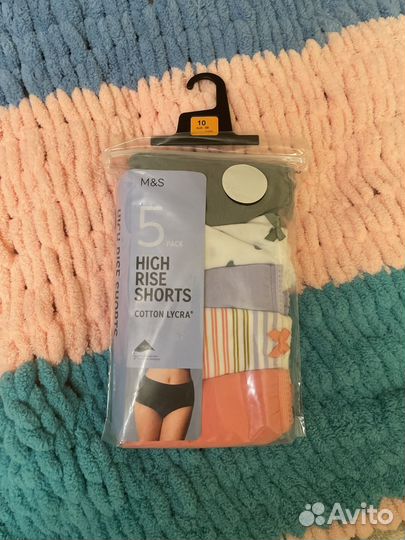 10
M&S
5
PACK
HIGH
RISE
SHORTS
COTTON LYCRA®
HIGH RISE SHORTS
Avito